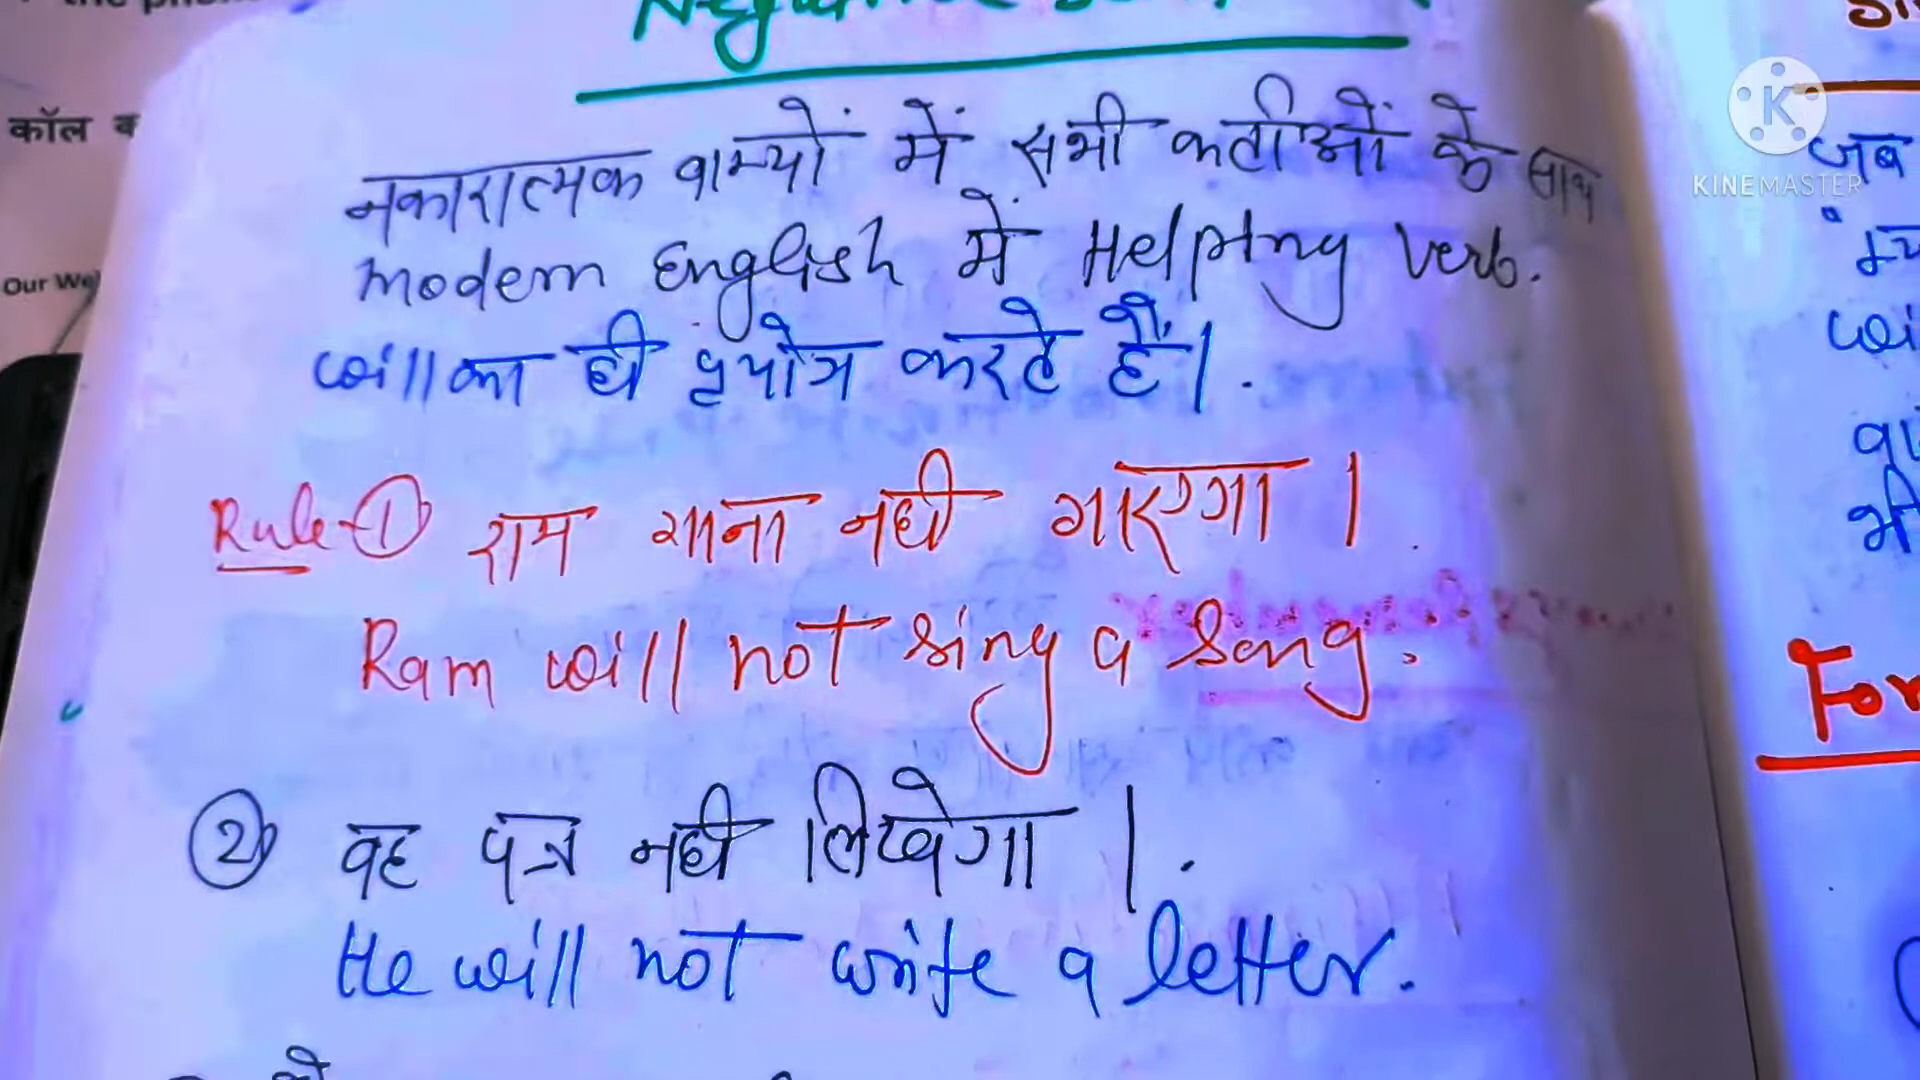 कॉल
Our We
नकारात्मक वाक्यों में सभी कर्ताओं के साथ
Modern English में Helping Verb.
will का ही प्रयोग करते हैं।.
Rule-① राम गाना नही गाएगा।
Ram will not sing a song.
② वह पत्र नही लिखेगा।.
He will not write a letter.
KINEMASTER
जब
For